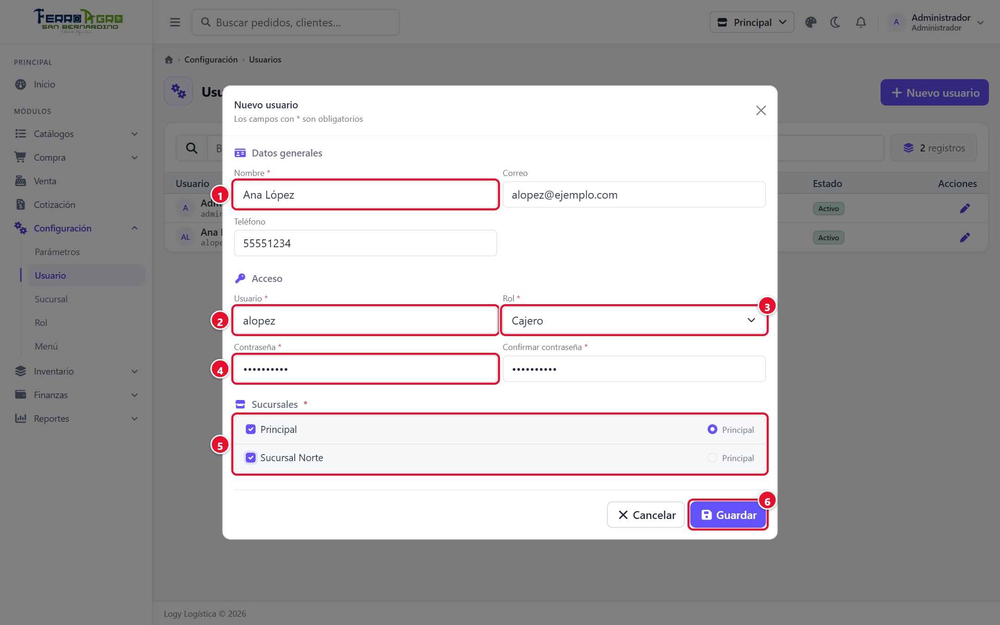 FERRO AGRO
SAN BERNARDINO
Buscar pedidos, clientes...
Principal
A
Administrador
Administrador
PRINCIPAL
Inicio
MÓDULOS
Catálogos
Compra
Venta
Cotización
Configuración
Parámetros
Usuario
Sucursal
Rol
Menú
Inventario
Finanzas
Reportes
› Configuración › Usuarios
Usu
+ Nuevo usuario
B
2 registros
Usuario
Estado
Acciones
A
Adm
admin
Activo
AL
Ana
alope
Activo
Nuevo usuario
Los campos con * son obligatorios
Datos generales
Nombre *
Correo
1
Ana López
alopez@ejemplo.com
Teléfono
55551234
Acceso
Usuario *
Rol *
2
alopez
Cajero
3
Contraseña *
Confirmar contraseña *
4
••••••••••
••••••••••
Sucursales *
5
Principal
Principal
Sucursal Norte
Principal
Cancelar
Guardar
6
Logy Logística © 2026